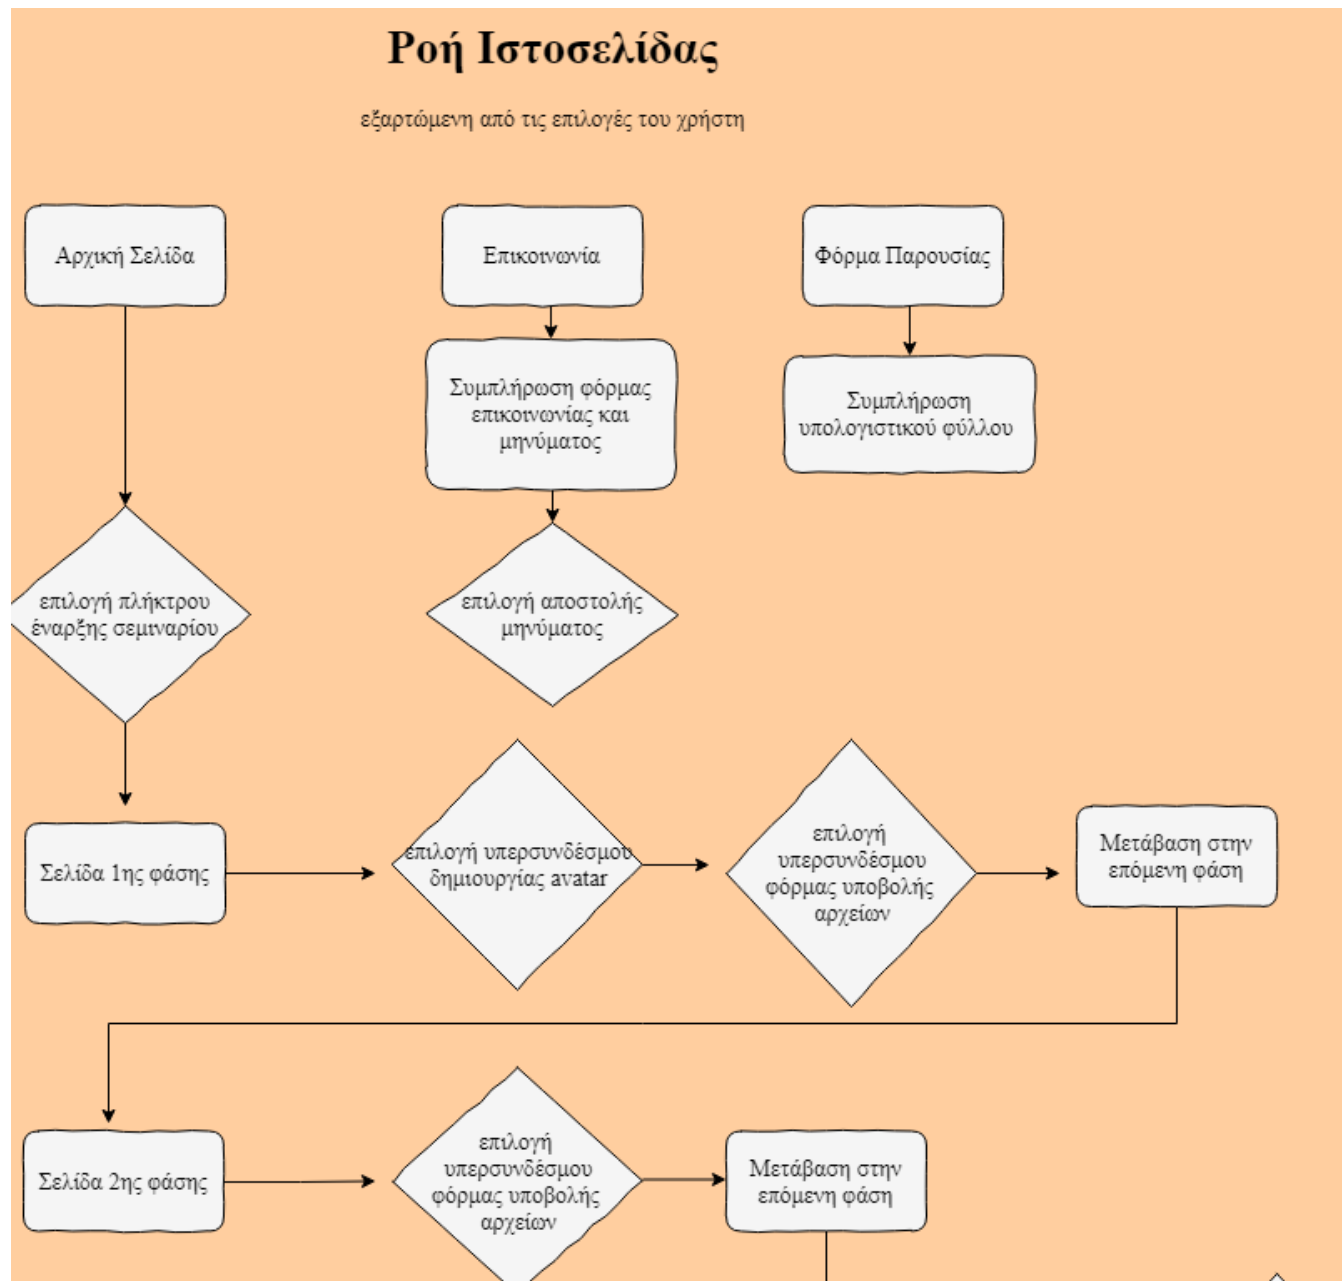 Ροή Ιστοσελίδας
εξαρτώμενη από τις επιλογές του χρήστη
Αρχική Σελίδα
Επικοινωνία
Φόρμα Παρουσίας
Συμπλήρωση φόρμας
επικοινωνίας και
μηνύματος
Συμπλήρωση
υπολογιστικού φύλλου
επιλογή πλήκτρου
έναρξης σεμιναρίου
επιλογή αποστολής
μηνύματος
Σελίδα 1ης φάσης
επιλογή υπερσυνδέσμου
δημιουργίας avatar
επιλογή
υπερσυνδέσμου
φόρμας υποβολής
αρχείων
Μετάβαση στην
επόμενη φάση
Σελίδα 2ης φάσης
επιλογή
υπερσυνδέσμου
φόρμας υποβολής
αρχείων
Μετάβαση στην
επόμενη φάση